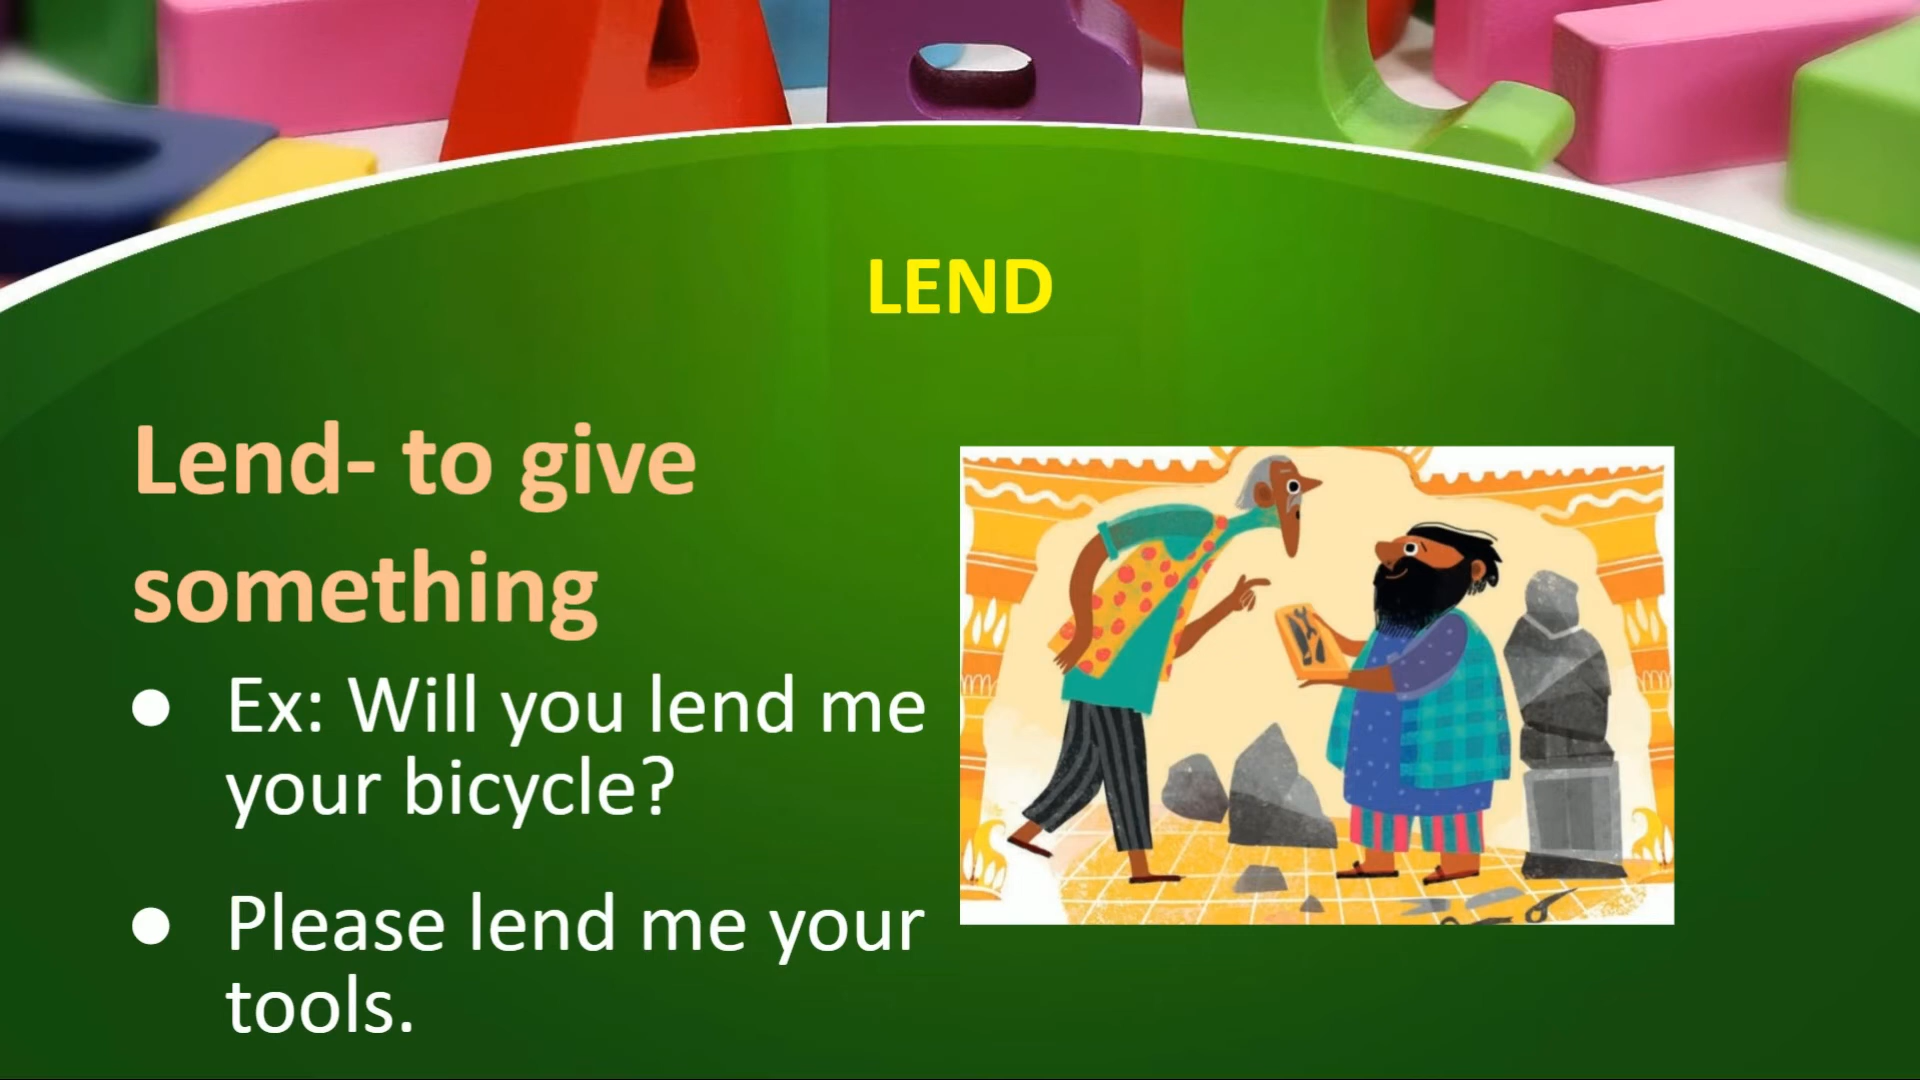 LEND
Lend- to give
something
● Ex: Will you lend me
your bicycle?
● Please lend me your
tools.